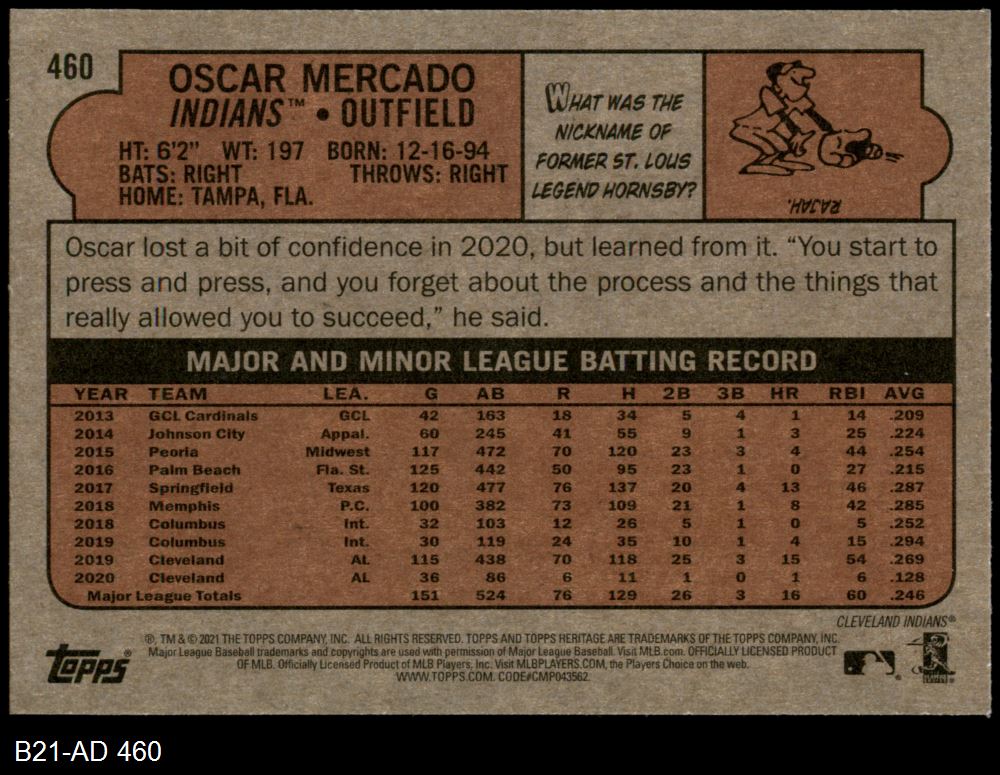 460
OSCAR MERCADO
INDIANS™ • OUTFIELD
HT: 6'2" WT: 197 BORN: 12-16-94
BATS: RIGHT THROWS: RIGHT
HOME: TAMPA, FLA.
WHAT WAS THE
NICKNAME OF
FORMER ST. LOUIS
LEGEND HORNSBY?
RAJAH.
Oscar lost a bit of confidence in 2020, but learned from it. “You start to
press and press, and you forget about the process and the things that
really allowed you to succeed,” he said.
MAJOR AND MINOR LEAGUE BATTING RECORD
YEAR TEAM LEA. G AB R H 2B 3B HR RBI AVG
2013 GCL Cardinals GCL 42 163 18 34 5 4 1 14 .209
2014 Johnson City Appal. 60 245 41 55 9 1 3 25 .224
2015 Peoria Midwest 117 472 70 120 23 3 4 44 .254
2016 Palm Beach Fla. St. 125 442 50 95 23 1 0 27 .215
2017 Springfield Texas 120 477 76 137 20 4 13 46 .287
2018 Memphis P.C. 100 382 73 109 21 1 8 42 .285
2018 Columbus Int. 32 103 12 26 5 1 0 5 .252
2019 Columbus Int. 30 119 24 35 10 1 4 15 .294
2019 Cleveland AL 115 438 70 118 25 3 15 54 .269
2020 Cleveland AL 36 86 6 11 1 0 1 6 .128
Major League Totals 151 524 76 129 26 3 16 60 .246
CLEVELAND INDIANS®
topps®
®, TM & © 2021 THE TOPPS COMPANY, INC. ALL RIGHTS RESERVED. TOPPS AND TOPPS HERITAGE ARE TRADEMARKS OF THE TOPPS COMPANY, INC.
Major League Baseball trademarks and copyrights are used with permission of Major League Baseball. Visit MLB.com. OFFICIALLY LICENSED PRODUCT
OF MLB. Officially Licensed Product of MLB Players, Inc. Visit MLBPLAYERS.COM, the Players Choice on the web.
WWW.TOPPS.COM. CODE#CMP043562
B21-AD 460